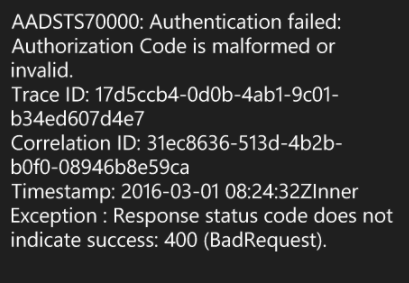 AADSTS70000: Authentication failed:
Authorization Code is malformed or
invalid.
Trace ID: 17d5ccb4-0d0b-4ab1-9c01-
b34ed607d4e7
Correlation ID: 31ec8636-513d-4b2b-
b0f0-08946b8e59ca
Timestamp: 2016-03-01 08:24:32ZInner
Exception : Response status code does not
indicate success: 400 (BadRequest).